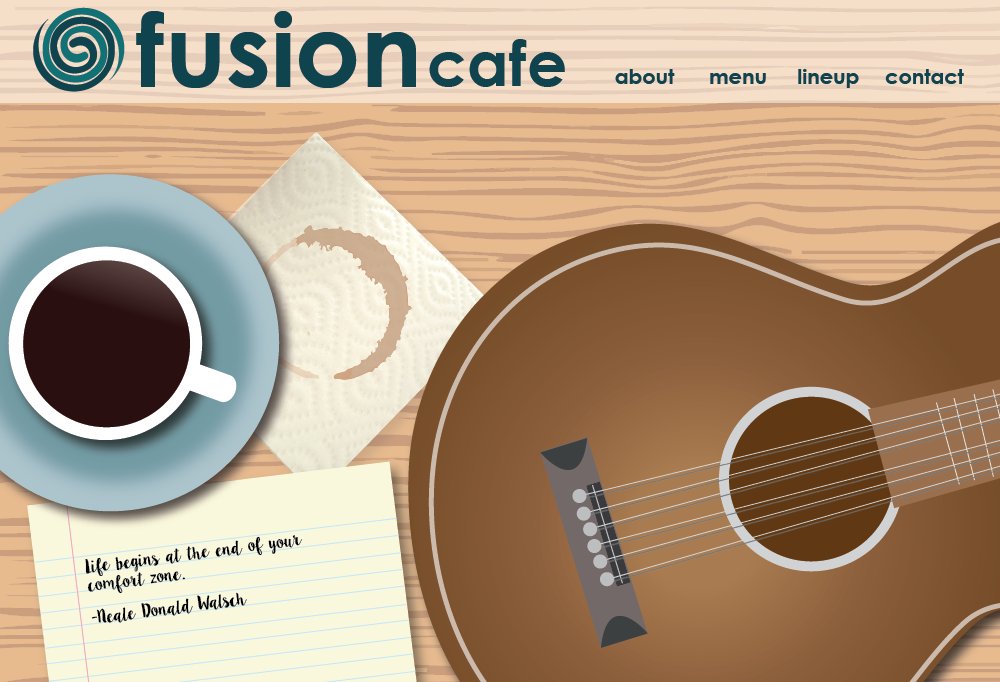 fusion cafe
about menu lineup contact
Life begins at the end of your
comfort zone.
-Neale Donald Walsch